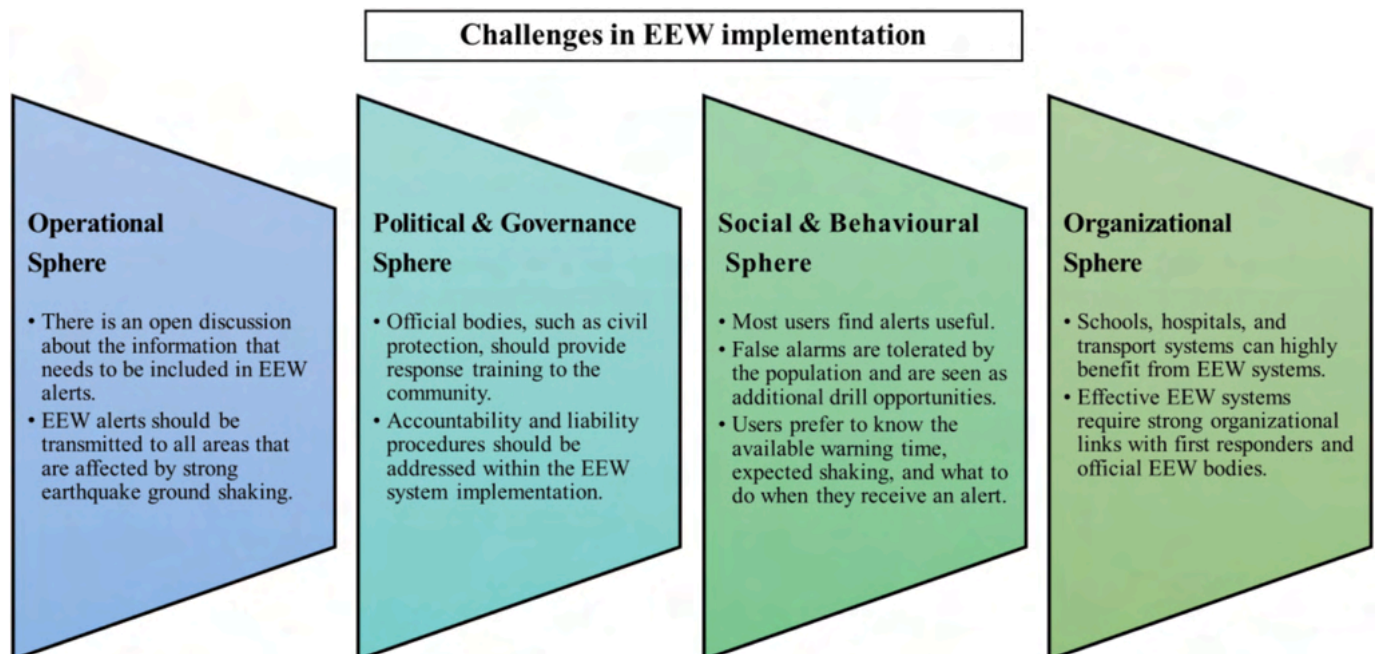 Challenges in EEW implementation
Operational
Sphere
• There is an open discussion
about the information that
needs to be included in EEW
alerts.
• EEW alerts should be
transmitted to all areas that
are affected by strong
earthquake ground shaking.
Political & Governance
Sphere
• Official bodies, such as civil
protection, should provide
response training to the
community.
• Accountability and liability
procedures should be
addressed within the EEW
system implementation.
Social & Behavioural
Sphere
• Most users find alerts useful.
• False alarms are tolerated by
the population and are seen as
additional drill opportunities.
• Users prefer to know the
available warning time,
expected shaking, and what to
do when they receive an alert.
Organizational
Sphere
• Schools, hospitals, and
transport systems can highly
benefit from EEW systems.
• Effective EEW systems
require strong organizational
links with first responders and
official EEW bodies.